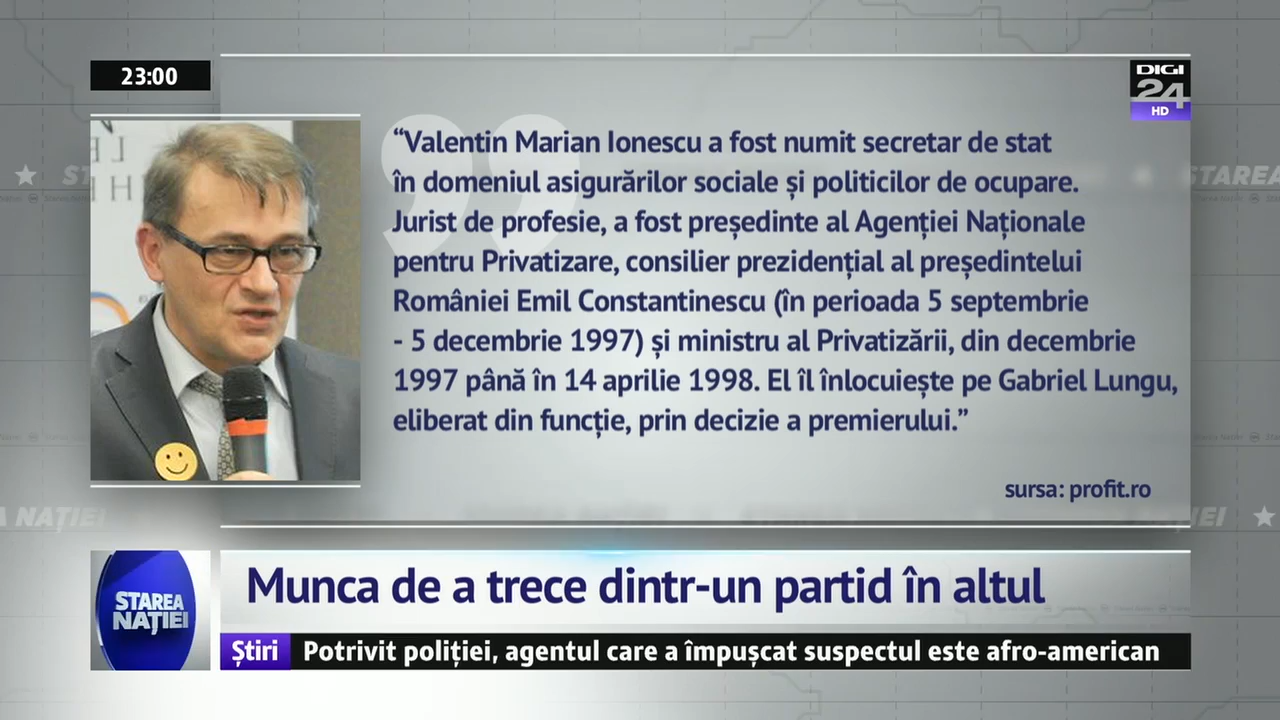 23:00
DIGI
24
HD
“Valentin Marian Ionescu a fost numit secretar de stat
în domeniul asigurărilor sociale și politicilor de ocupare.
Jurist de profesie, a fost președinte al Agenției Naționale
pentru Privatizare, consilier prezidențial al președintelui
României Emil Constantinescu (în perioada 5 septembrie
- 5 decembrie 1997) și ministru al Privatizării, din decembrie
1997 până în 14 aprilie 1998. El îl înlocuiește pe Gabriel Lungu,
eliberat din funcție, prin decizie a premierului.”
sursa: profit.ro
STAREA
NAȚIEI
Munca de a trece dintr-un partid în altul
Știri
Potrivit poliției, agentul care a împușcat suspectul este afro-american